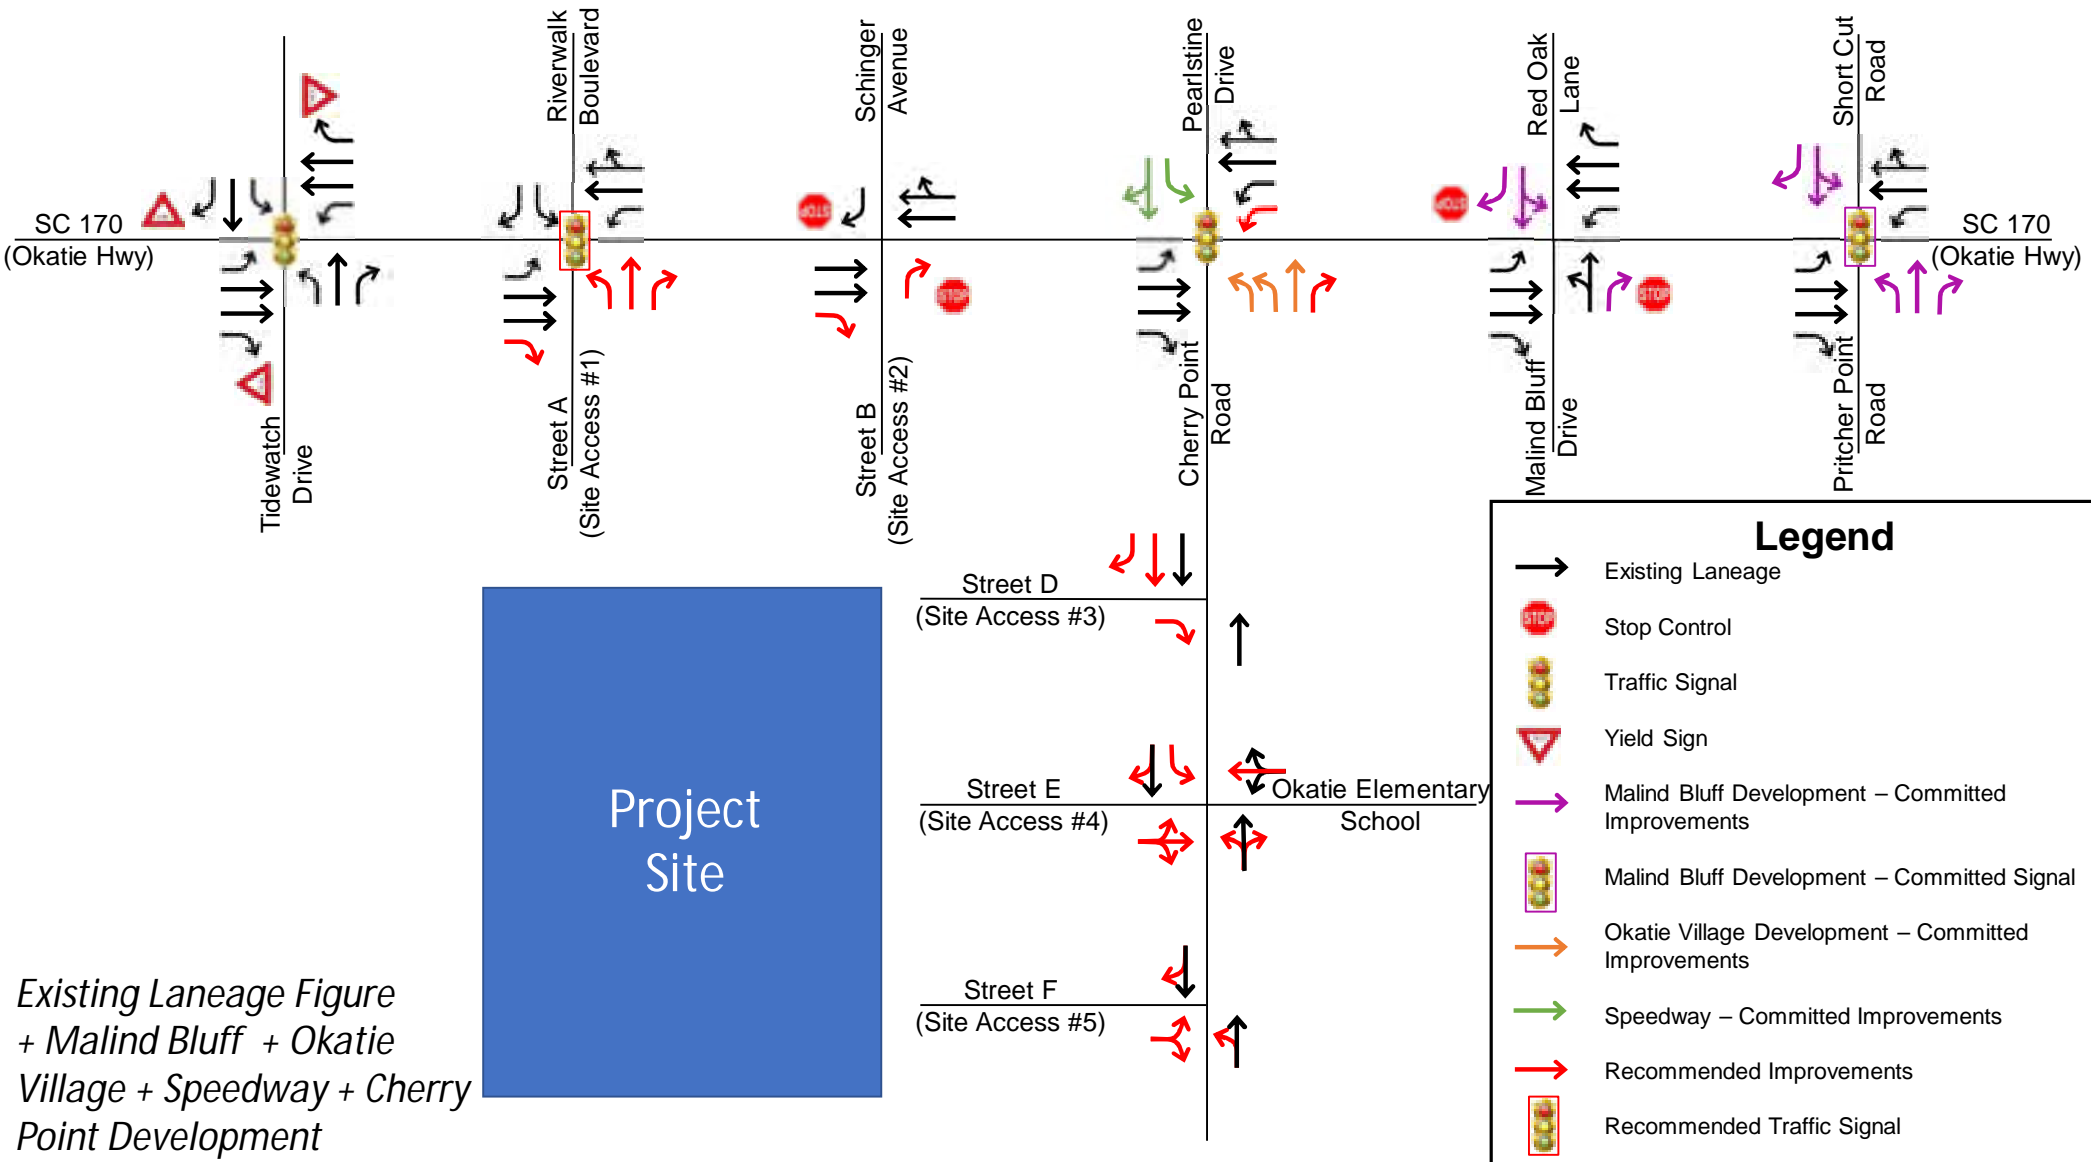 Riverwalk
Boulevard
Schinger
Avenue
Pearlstine
Drive
Red Oak
Lane
Short Cut
Road
SC 170
(Okatie Hwy)
STOP
STOP
STOP
STOP
SC 170
(Okatie Hwy)
Tidewatch
Drive
Street A
(Site Access #1)
Street B
(Site Access #2)
Cherry Point
Road
Malind Bluff
Drive
Pritcher Point
Road
Street D
(Site Access #3)
Street E
(Site Access #4)
Okatie Elementary
School
Street F
(Site Access #5)
Project
Site
Existing Laneage Figure
+ Malind Bluff + Okatie
Village + Speedway + Cherry
Point Development
Legend
Existing Laneage
STOP
Stop Control
Traffic Signal
Yield Sign
Malind Bluff Development – Committed
Improvements
Malind Bluff Development – Committed Signal
Okatie Village Development – Committed
Improvements
Speedway – Committed Improvements
Recommended Improvements
Recommended Traffic Signal